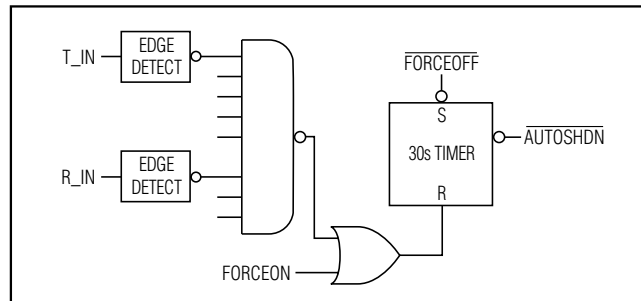 T_IN
EDGE
DETECT
R_IN
EDGE
DETECT
FORCEON
FORCEOFF
S
30s TIMER
R
AUTOSHDN